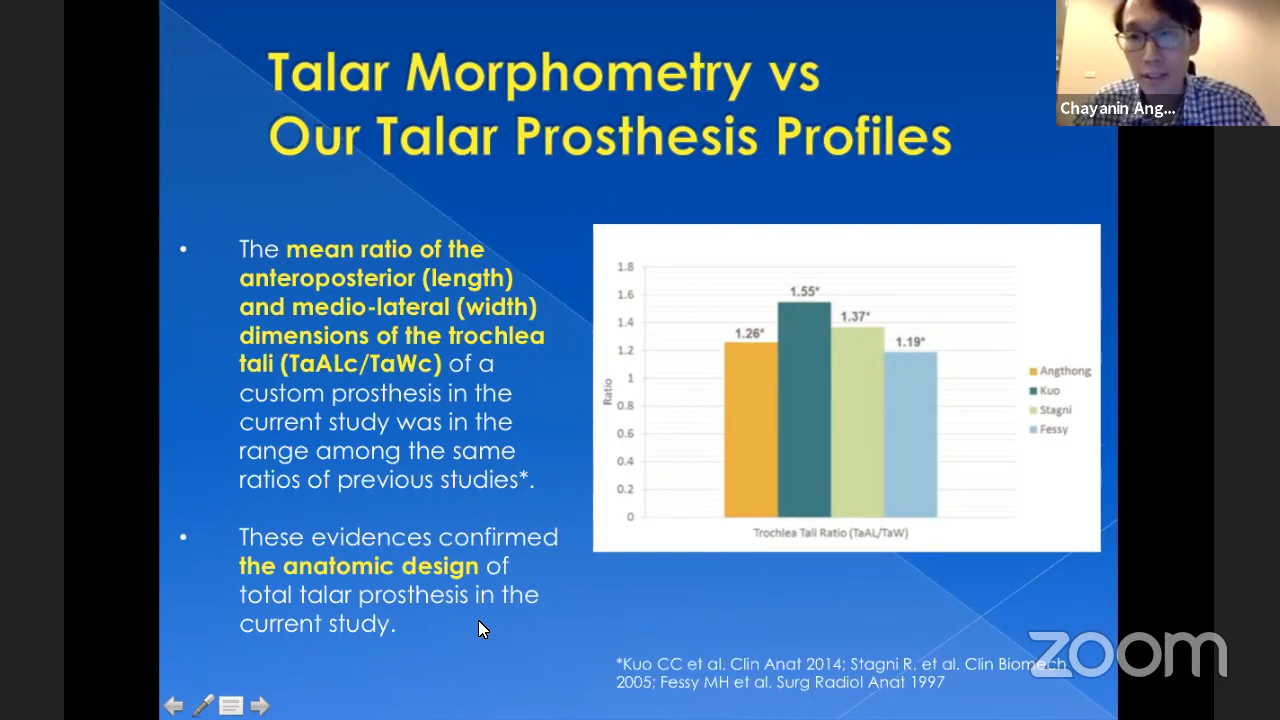 Talar Morphometry vs
Our Talar Prosthesis Profiles
Chayanin Ang...
• The mean ratio of the
anteroposterior (length)
and medio-lateral (width)
dimensions of the trochlea
tali (TaALc/TaWc) of a
custom prosthesis in the
current study was in the
range among the same
ratios of previous studies*.
• These evidences confirmed
the anatomic design of
total talar prosthesis in the
current study.
Ratio
1.8
1.6
1.4
1.2
1
0.8
0.6
0.4
0.2
0
1.26*
1.55*
1.37*
1.19*
Trochlea Tali Ratio (TaAL/TaW)
Angthong
Kuo
Stagni
Fessy
*Kuo CC et al. Clin Anat 2014; Stagni R, et al. Clin Biomech
2005; Fessy MH et al. Surg Radiol Anat 1997
zoom